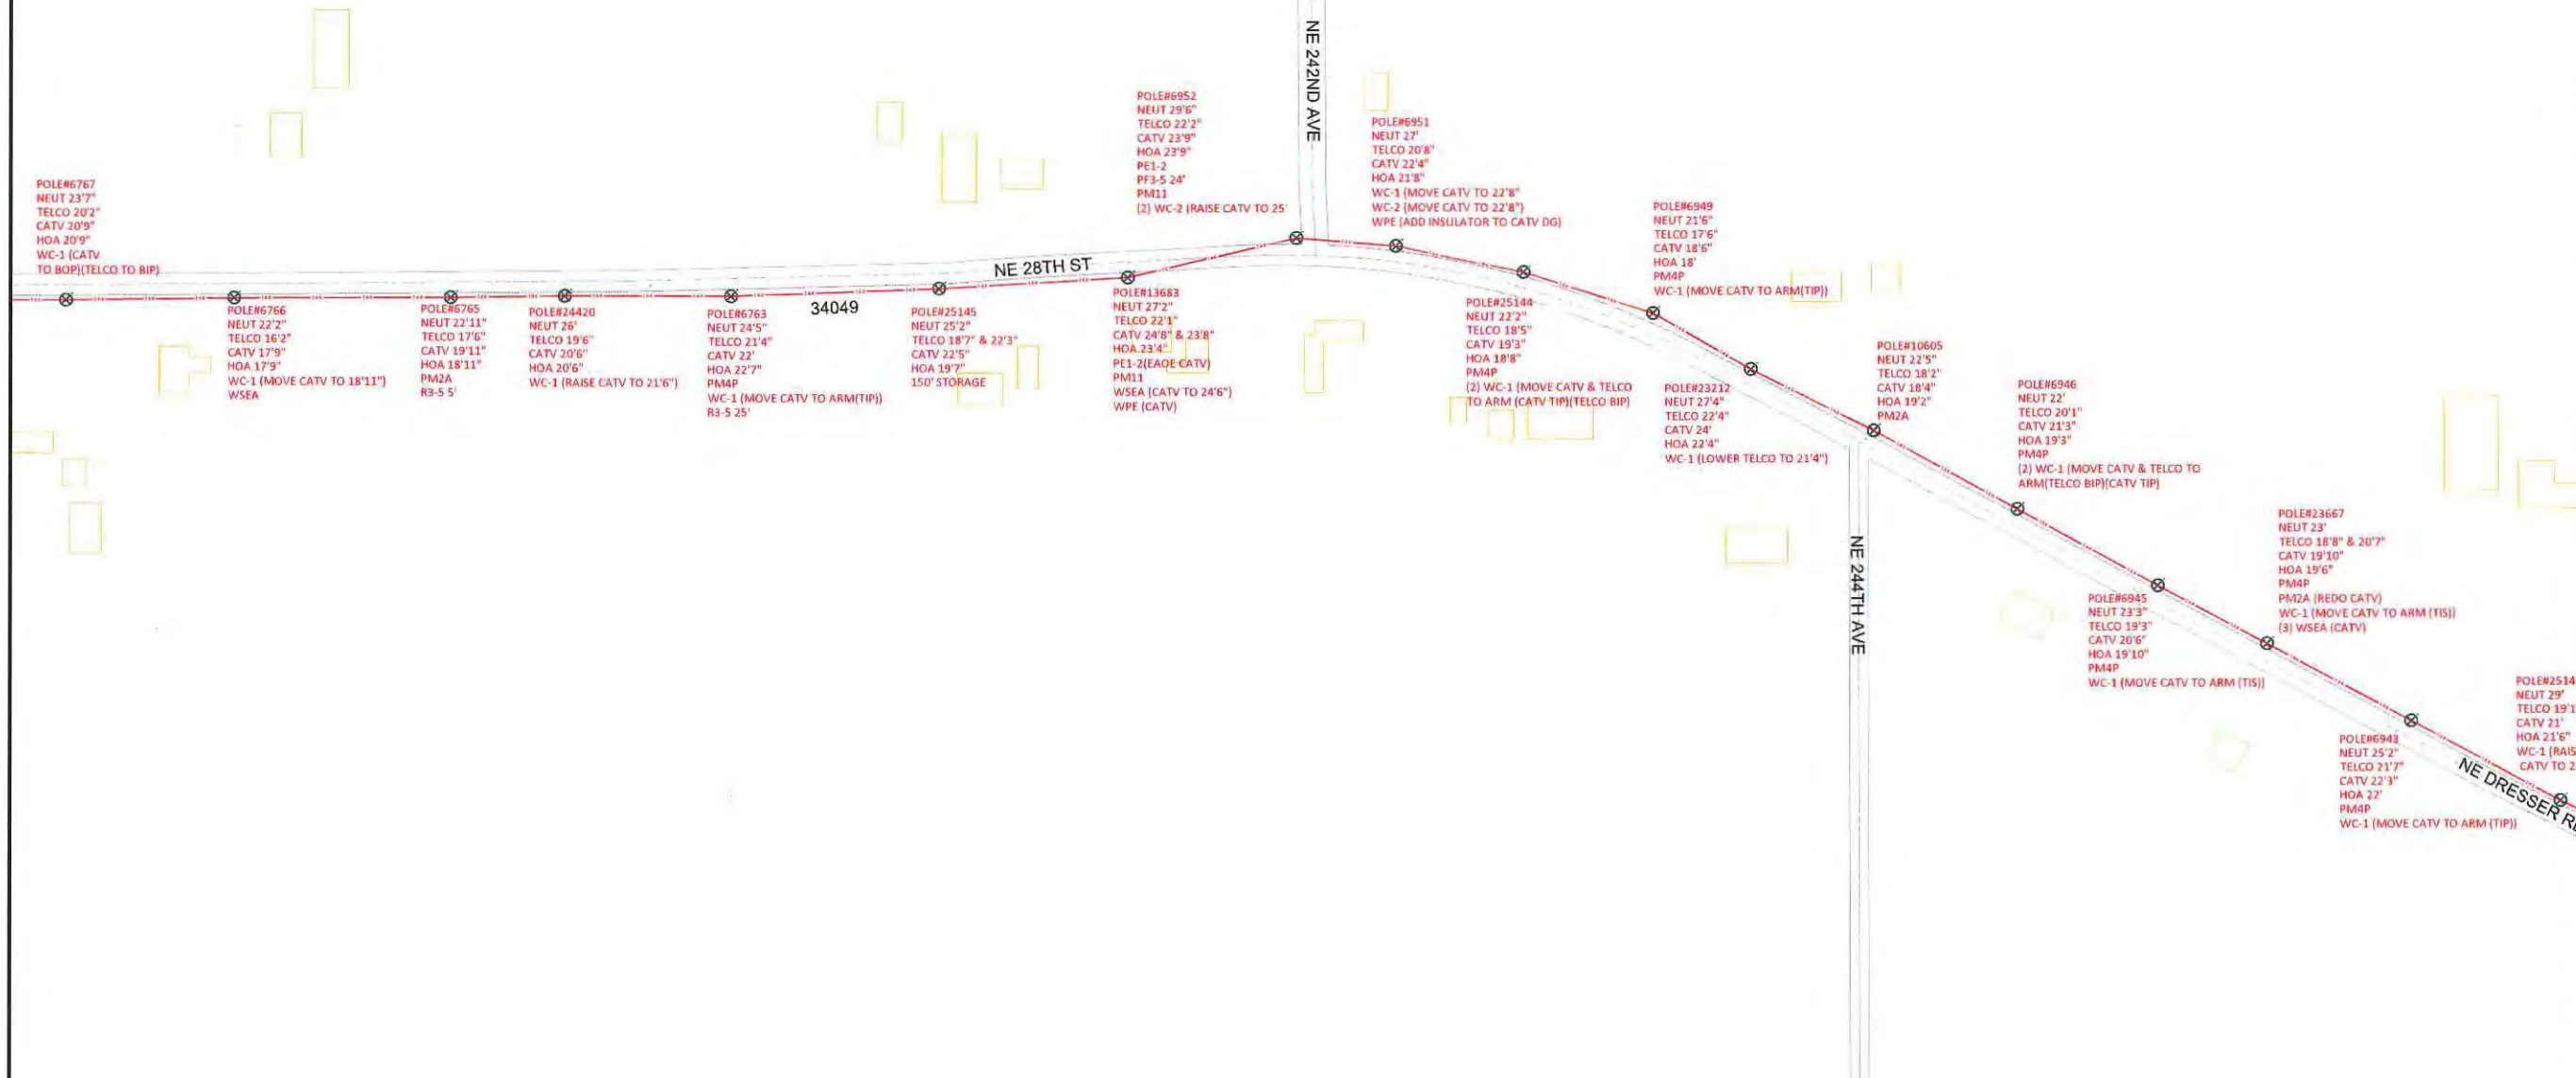 POLE#6767
NEUT 23'7"
TELCO 20'2"
CATV 20'9"
HOA 20'9"
WC-1 (CATV
TO BOP)(TELCO TO BIP)
POLE#6766
NEUT 22'2"
TELCO 16'2"
CATV 17'9"
HOA 17'9"
WC-1 (MOVE CATV TO 18'11")
WSEA
POLE#6765
NEUT 22'11"
TELCO 17'6"
CATV 19'11"
HOA 18'11"
PM2A
R3-5 5'
POLE#24420
NEUT 26'
TELCO 19'6"
CATV 20'6"
HOA 20'6"
WC-1 (RAISE CATV TO 21'6")
POLE#6763
NEUT 24'5"
TELCO 21'4"
CATV 22'
HOA 22'7"
PM4P
WC-1 (MOVE CATV TO ARM(TIP))
R3-5 25'
34049
POLE#25145
NEUT 25'2"
TELCO 18'7" & 22'3"
CATV 22'5"
HOA 19'7"
150' STORAGE
NE 28TH ST
POLE#13683
NEUT 27'2"
TELCO 22'1"
CATV 24'8" & 23'8"
HOA 23'4"
PE1-2(EAOE CATV)
PM11
WSEA (CATV TO 24'6")
WPE (CATV)
POLE#6952
NEUT 29'6"
TELCO 22'2"
CATV 23'9"
HOA 23'9"
PE1-2
PF3-5 24'
PM11
(2) WC-2 (RAISE CATV TO 25'
NE 242ND AVE
POLE#6951
NEUT 27'
TELCO 20'8"
CATV 22'4"
HOA 21'8"
WC-1 (MOVE CATV TO 22'8"
WC-2 (MOVE CATV TO 22'8")
WPE (ADD INSULATOR TO CATV DG)
POLE#25144
NEUT 22'2"
TELCO 18'5"
CATV 19'3"
HOA 18'8"
PM4P
(2) WC-1 (MOVE CATV & TELCO
TO ARM (CATV TIP)(TELCO BIP)
POLE#6949
NEUT 21'6"
TELCO 17'6"
CATV 18'6"
HOA 18'
PM4P
WC-1 (MOVE CATV TO ARM(TIP))
POLE#23212
NEUT 27'4"
TELCO 22'4"
CATV 24'
HOA 22'4"
WC-1 (LOWER TELCO TO 21'4")
POLE#10605
NEUT 22'5"
TELCO 18'2"
CATV 18'4"
HOA 19'2"
PM2A
NE 244TH AVE
POLE#6946
NEUT 22'
TELCO 20'1"
CATV 21'3"
HOA 19'3"
PM4P
(2) WC-1 (MOVE CATV & TELCO TO
ARM(TELCO BIP)(CATV TIP)
POLE#6945
NEUT 23'3"
TELCO 19'3"
CATV 20'6"
HOA 19'10"
PM4P
WC-1 (MOVE CATV TO ARM (TIS))
POLE#23667
NEUT 23'
TELCO 18'8" & 20'7"
CATV 19'10"
HOA 19'6"
PM4P
PM2A (REDO CATV)
WC-1 (MOVE CATV TO ARM (TIS))
(3) WSEA (CATV)
POLE#6943
NEUT 25'2"
TELCO 21'7"
CATV 22'3"
HOA 22'
PM4P
WC-1 (MOVE CATV TO ARM (TIP))
POLE#2514
NEUT 29'
TELCO 19'1
CATV 21'
HOA 21'6"
WC-1 (RAIS
CATV TO 2
NE DRESSER